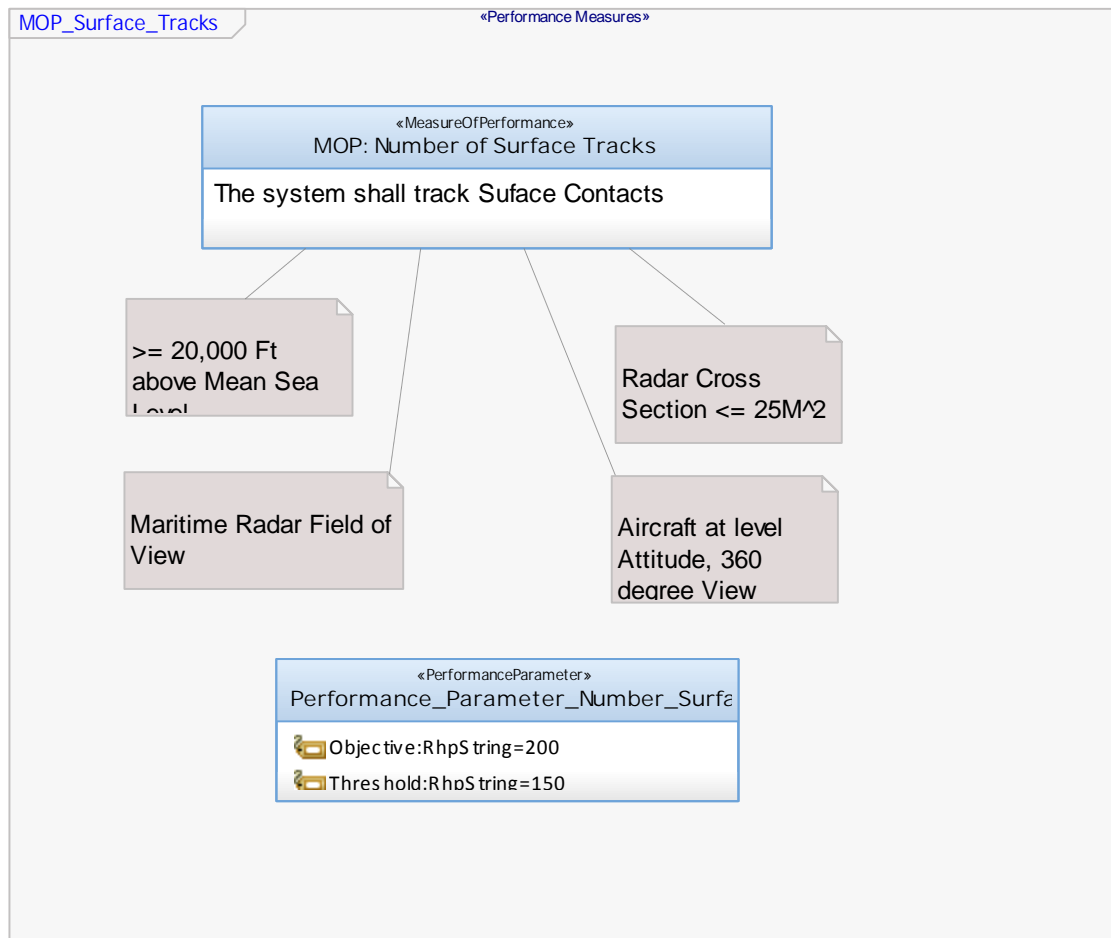 MOP_Surface_Tracks
«Performance Measures»
«MeasureOfPerformance»
MOP: Number of Surface Tracks
The system shall track Suface Contacts
>= 20,000 Ft
above Mean Sea
Level
Radar Cross
Section <= 25M^2
Maritime Radar Field of
View
Aircraft at level
Attitude, 360
degree View
«PerformanceParameter»
Performance_Parameter_Number_Surfa
Objective:RhpString=200
Threshold:RhpString=150